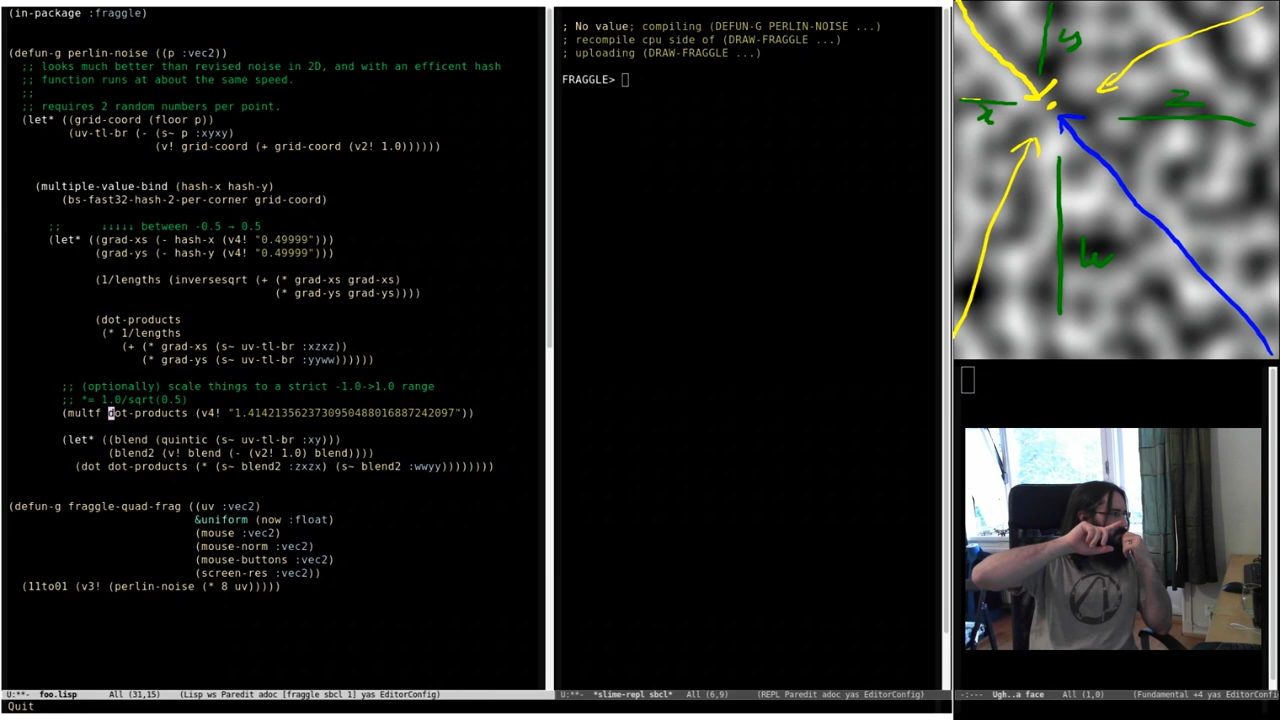 (in-package :fraggle)
(defun-g perlin-noise ((p :vec2))
;; looks much better than revised noise in 2D, and with an efficent hash
;; function runs at about the same speed.
;;
;; requires 2 random numbers per point.
(let* ((grid-coord (floor p))
(uv-tl-br (- (s~ p :xyxy)
(v! grid-coord (+ grid-coord (v2! 1.0))))))
(multiple-value-bind (hash-x hash-y)
(bs-fast32-hash-2-per-corner grid-coord)
;; ↓↓↓↓↓ between -0.5 → 0.5
(let* ((grad-xs (- hash-x (v4! "0.49999")))
(grad-ys (- hash-y (v4! "0.49999")))
(1/lengths (inversesqrt (+ (* grad-xs grad-xs)
(* grad-ys grad-ys))))
(dot-products
(* 1/lengths
(+ (* grad-xs (s~ uv-tl-br :xzxz))
(* grad-ys (s~ uv-tl-br :yyww))))))
;; (optionally) scale things to a strict -1.0->1.0 range
;; *= 1.0/sqrt(0.5)
(multf dot-products (v4! "1.4142135623730950488016887242097"))
(let* ((blend (quintic (s~ uv-tl-br :xy)))
(blend2 (v! blend (- (v2! 1.0) blend))))
(dot dot-products (* (s~ blend2 :zxzx) (s~ blend2 :wwyy))))))))
(defun-g fraggle-quad-frag ((uv :vec2)
&uniform (now :float)
(mouse :vec2)
(mouse-norm :vec2)
(mouse-buttons :vec2)
(screen-res :vec2))
(11to01 (v3! (perlin-noise (* 8 uv)))))
U:**- foo.lisp All (31,15) (Lisp ws Paredit adoc [fraggle sbcl 1] yas EditorConfig)
Quit
; No value; compiling (DEFUN-G PERLIN-NOISE ...)
; recompile cpu side of (DRAW-FRAGGLE ...)
; uploading (DRAW-FRAGGLE ...)
FRAGGLE>
U:**- *slime-repl sbcl* All (6,9) (REPL Paredit adoc yas EditorConfig)
y
x
z
w
-:--- Ugh..a face All (1,0) (Fundamental +4 yas EditorConfi